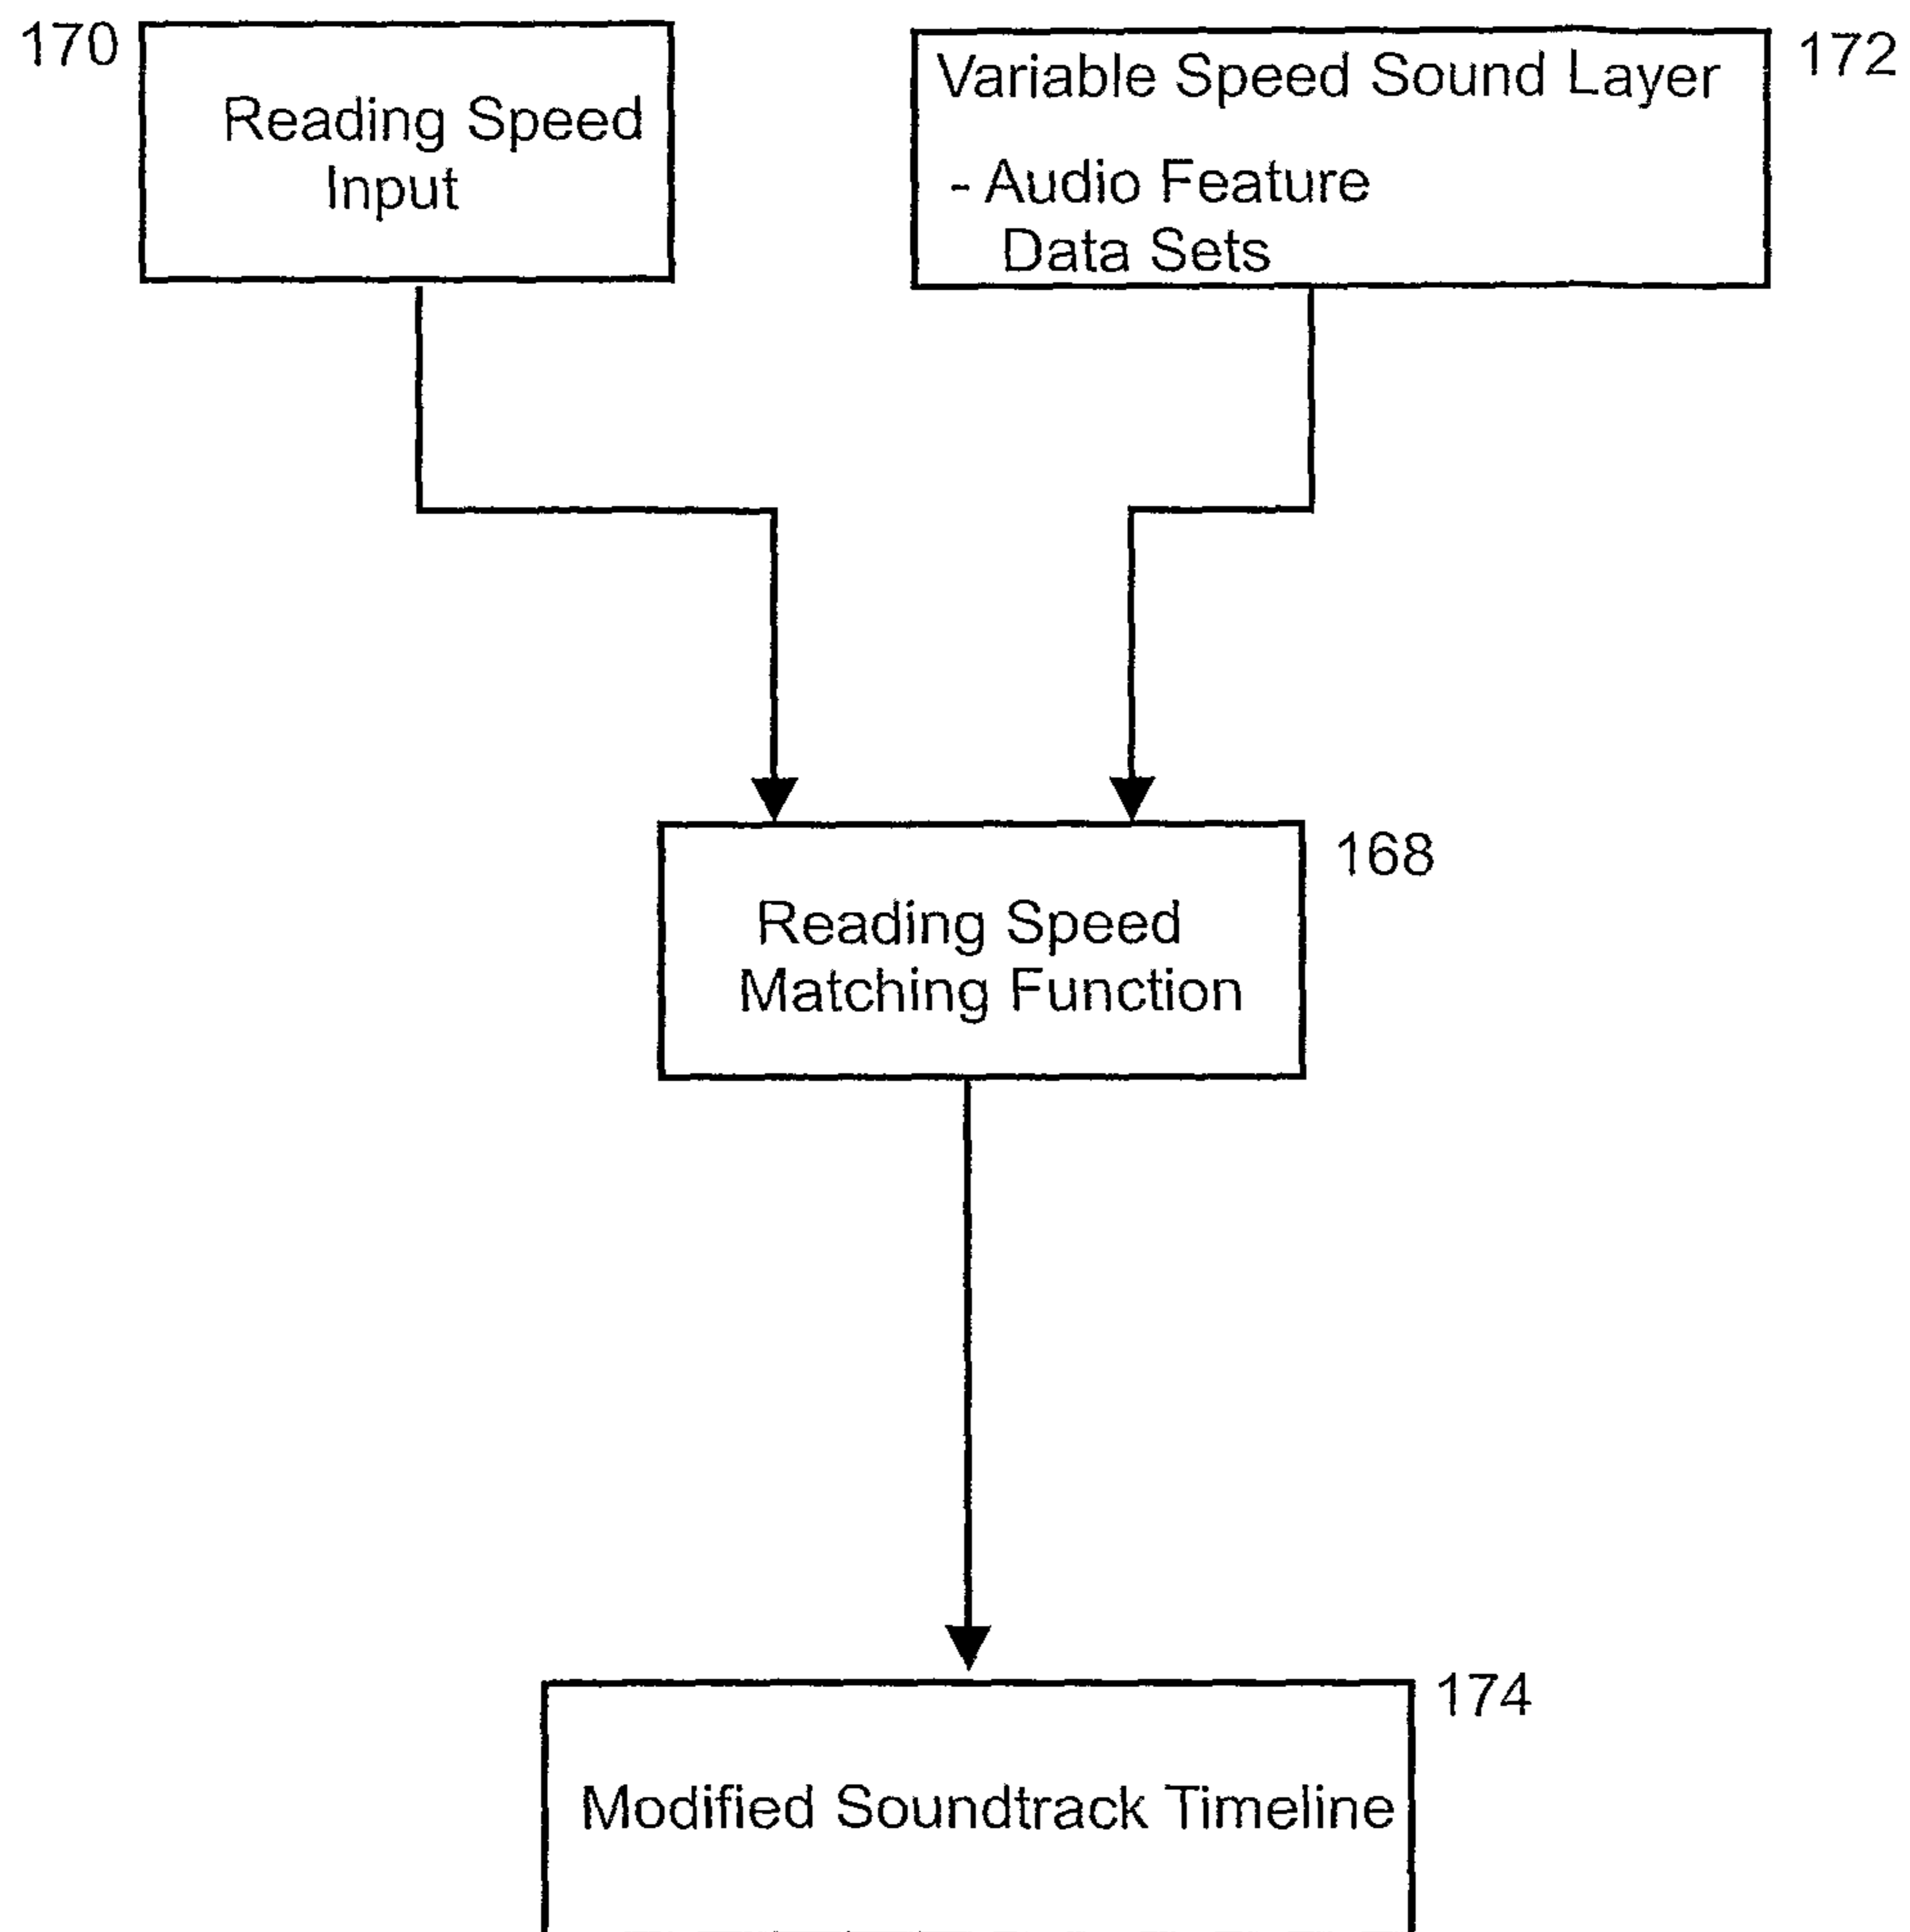 170
Reading Speed
Input
Variable Speed Sound Layer
- Audio Feature
Data Sets
172
168
Reading Speed
Matching Function
174
Modified Soundtrack Timeline